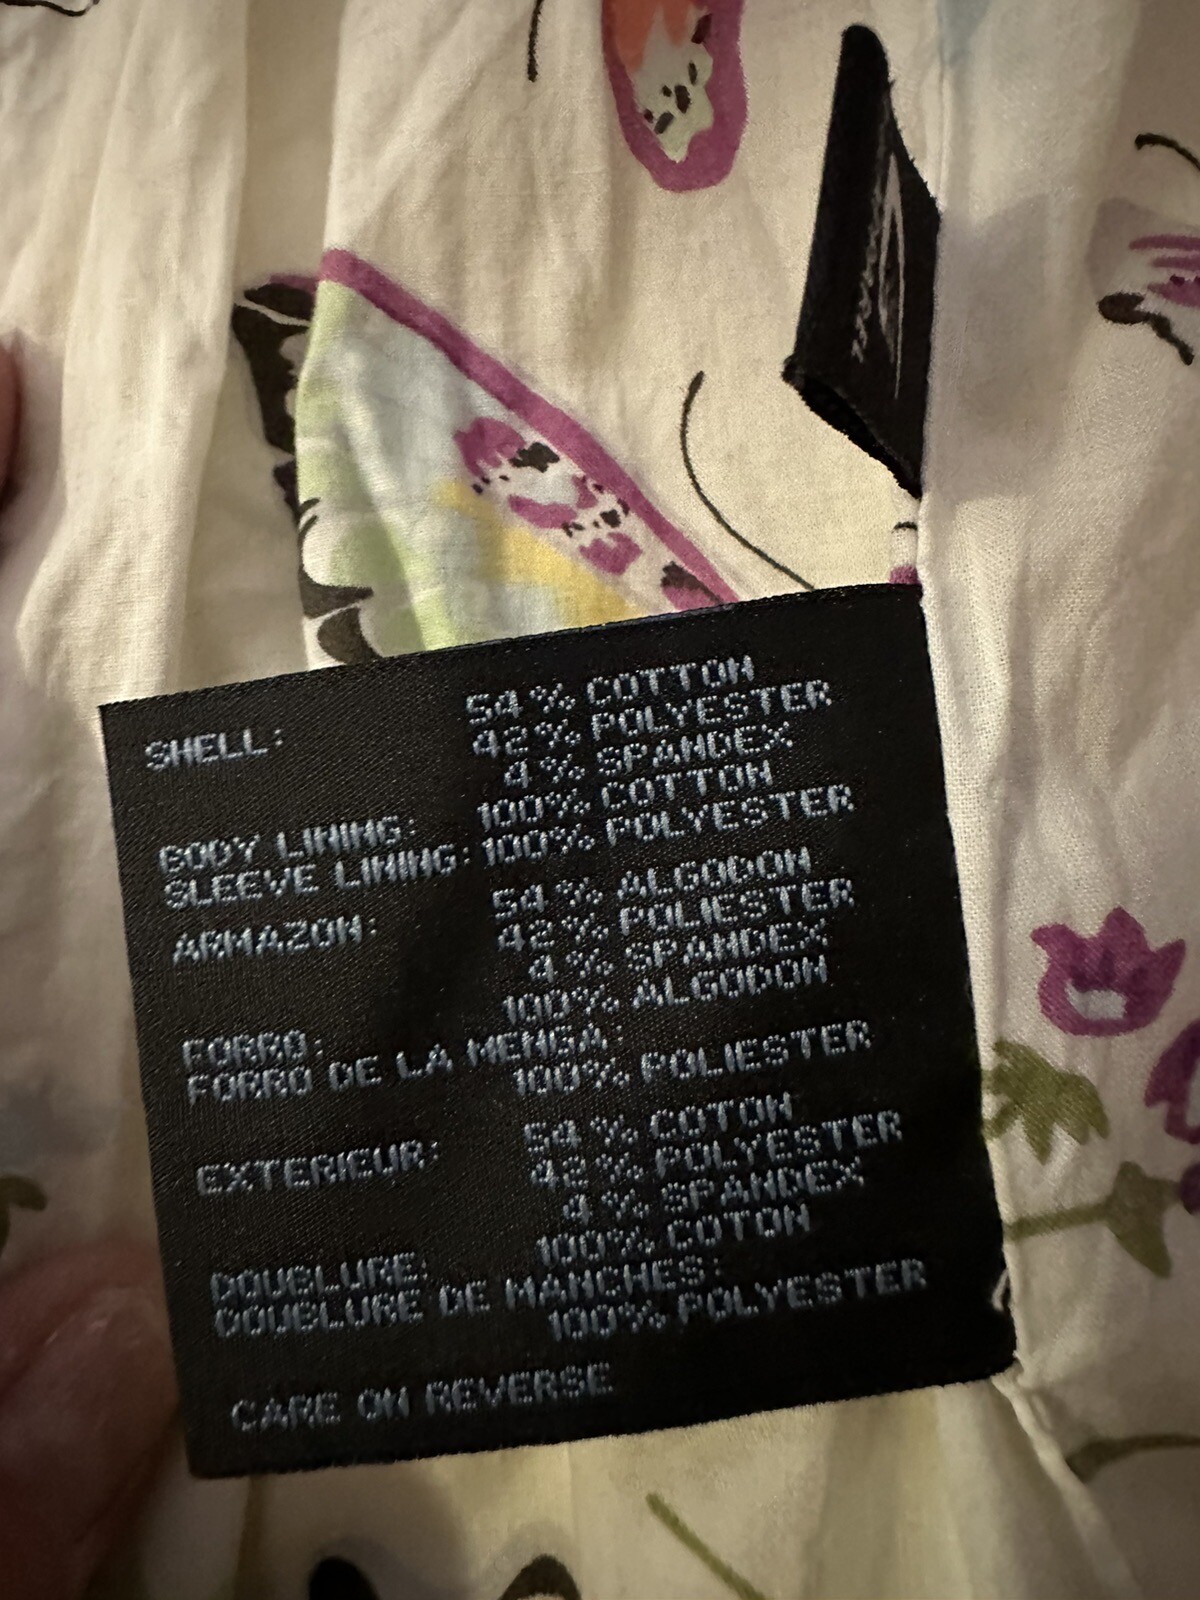 54 % COTTON
SHELL: 42 % POLYESTER
4 % SPANDEX
BODY LINING: 100% COTTON
SLEEVE LINING: 100% POLYESTER
54 % ALGODON
ARMAZON: 42 % POLIESTER
4 % SPANDEX
FORRO: 100% ALGODON
FORRO DE LA MENGA:
100% POLIESTER
54 % COTON
EXTERIEUR: 42 % POLYESTER
4 % SPANDEX
DOUBLURE: 100% COTON
DOUBLURE DE MANCHES:
100% POLYESTER
CARE ON REVERSE